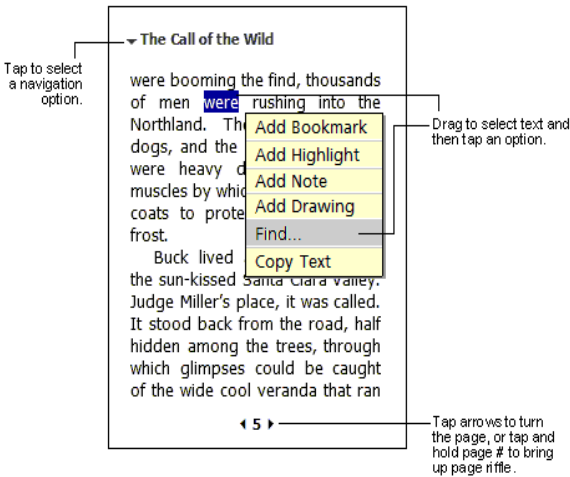 The Call of the Wild
Tap to select
a navigation
option.
were booming the find, thousands
of men were rushing into the
Northland. The
dogs, and the
were heavy d
muscles by whic
coats to prote
frost.
Buck lived
the sun-kissed Santa Clara Valley.
Judge Miller's place, it was called.
It stood back from the road, half
hidden among the trees, through
which glimpses could be caught
of the wide cool veranda that ran
Add Bookmark
Add Highlight
Add Note
Add Drawing
Find...
Copy Text
Drag to select text and
then tap an option.
5
Tap arrows to turn
the page, or tap and
hold page # to bring
up page riffle.